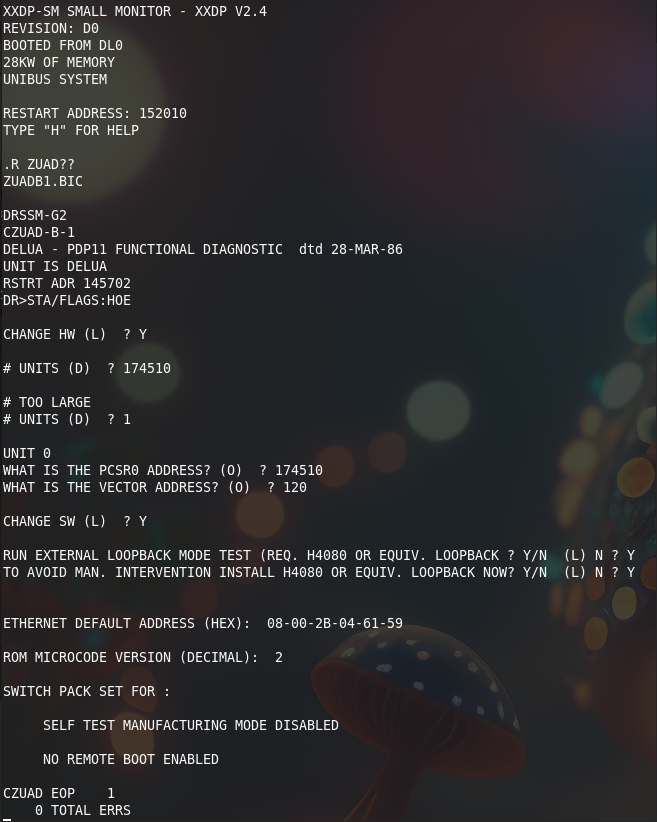 XXDP-SM SMALL MONITOR - XXDP V2.4
REVISION: D0
BOOTED FROM DL0
28KW OF MEMORY
UNIBUS SYSTEM
RESTART ADDRESS: 152010
TYPE "H" FOR HELP
.R ZUAD??
ZUADB1.BIC
DRSSM-G2
CZUAD-B-1
DELUA - PDP11 FUNCTIONAL DIAGNOSTIC  dtd 28-MAR-86
UNIT IS DELUA
RSTRT ADR 145702
DR>STA/FLAGS:HOE
CHANGE HW (L)  ? Y
# UNITS (D)  ? 174510
# TOO LARGE
# UNITS (D)  ? 1
UNIT 0
WHAT IS THE PCSR0 ADDRESS? (O)  ? 174510
WHAT IS THE VECTOR ADDRESS? (O)  ? 120
CHANGE SW (L)  ? Y
RUN EXTERNAL LOOPBACK MODE TEST (REQ. H4080 OR EQUIV. LOOPBACK ? Y/N  (L) N ? Y
TO AVOID MAN. INTERVENTION INSTALL H4080 OR EQUIV. LOOPBACK NOW? Y/N  (L) N ? Y
ETHERNET DEFAULT ADDRESS (HEX):  08-00-2B-04-61-59
ROM MICROCODE VERSION (DECIMAL):  2
SWITCH PACK SET FOR :
SELF TEST MANUFACTURING MODE DISABLED
NO REMOTE BOOT ENABLED
CZUAD EOP    1
0 TOTAL ERRS